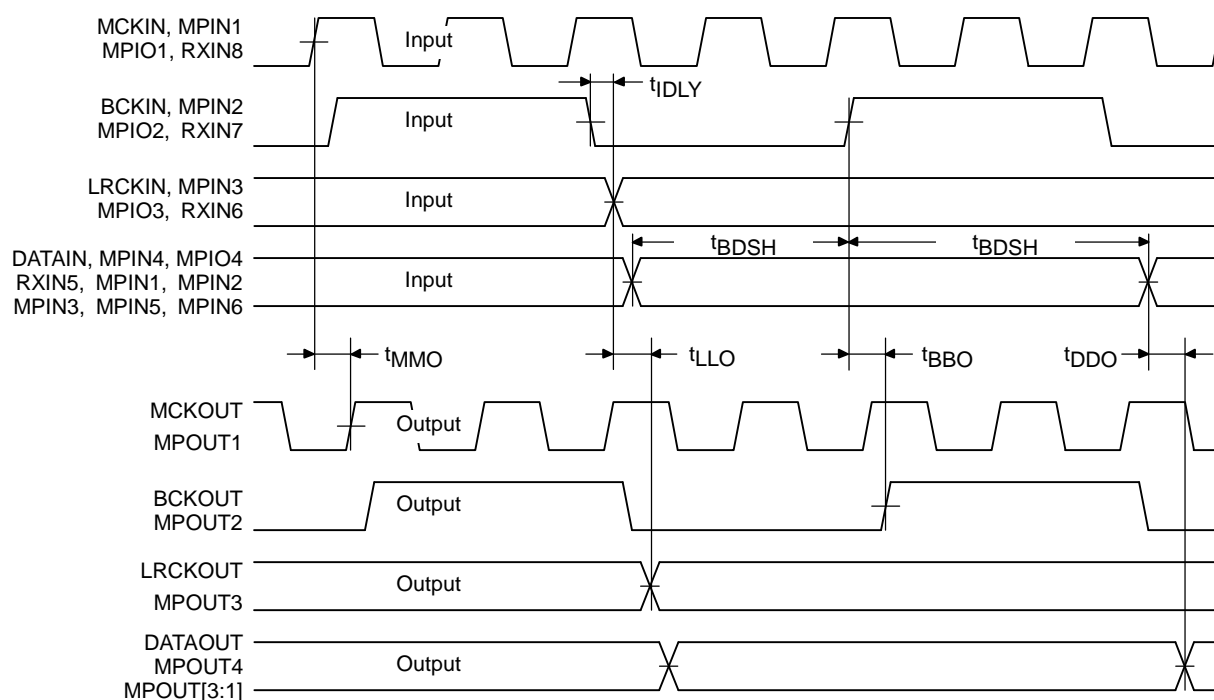 MCKIN, MPIN1
MPIO1, RXIN8
Input
tIDLY
BCKIN, MPIN2
MPIO2, RXIN7
Input
LRCKIN, MPIN3
MPIO3, RXIN6
Input
tBDSH
tBDSH
DATAIN, MPIN4, MPIO4
RXIN5, MPIN1, MPIN2
MPIN3, MPIN5, MPIN6
Input
tMMO
tLLO
tBBO
tDDO
MCKOUT
MPOUT1
Output
BCKOUT
MPOUT2
Output
LRCKOUT
MPOUT3
Output
DATAOUT
MPOUT4
MPOUT[3:1]
Output